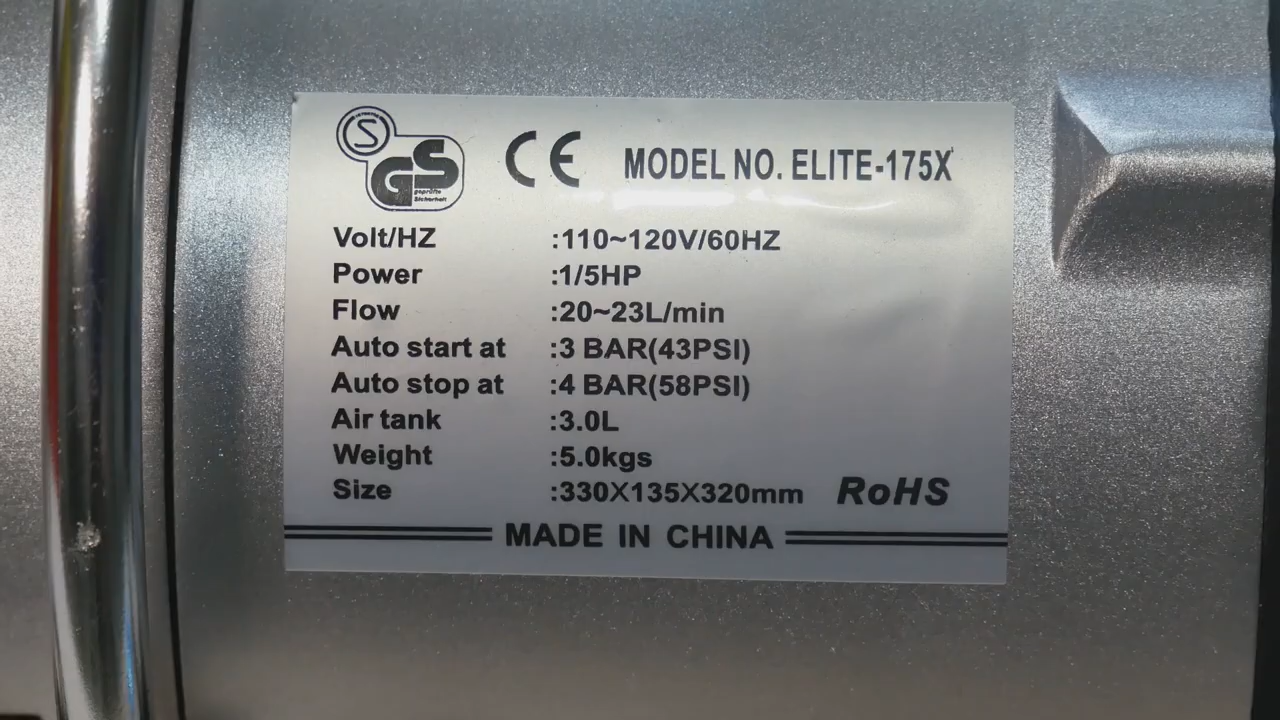 S
GS
geprüfte
Sicherheit
CE MODEL NO. ELITE-175X
Volt/HZ :110~120V/60HZ
Power :1/5HP
Flow :20~23L/min
Auto start at :3 BAR(43PSI)
Auto stop at :4 BAR(58PSI)
Air tank :3.0L
Weight :5.0kgs
Size :330X135X320mm RoHS
MADE IN CHINA